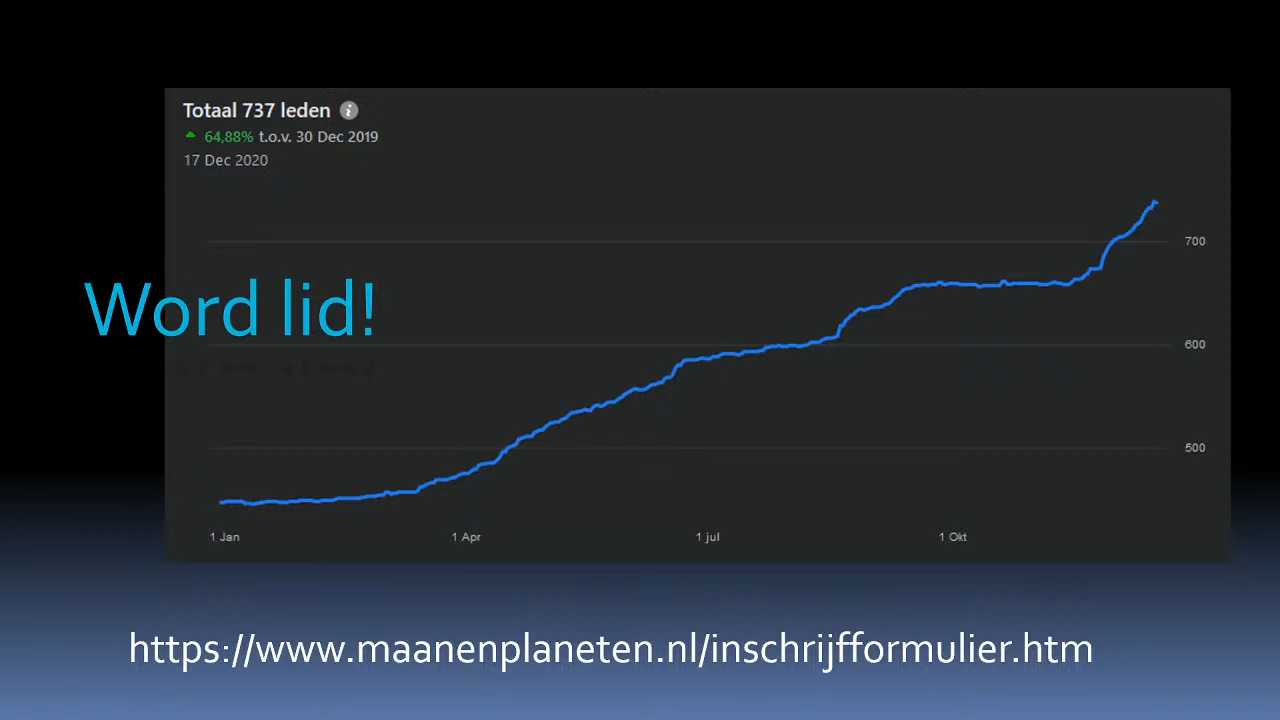 Totaal 737 leden
64,88% t.o.v. 30 Dec 2019
17 Dec 2020
700
Word lid!
600
500
1 Jan 1 Apr 1 jul 1 Okt
https://www.maanenplaneten.nl/inschrijfformulier.htm